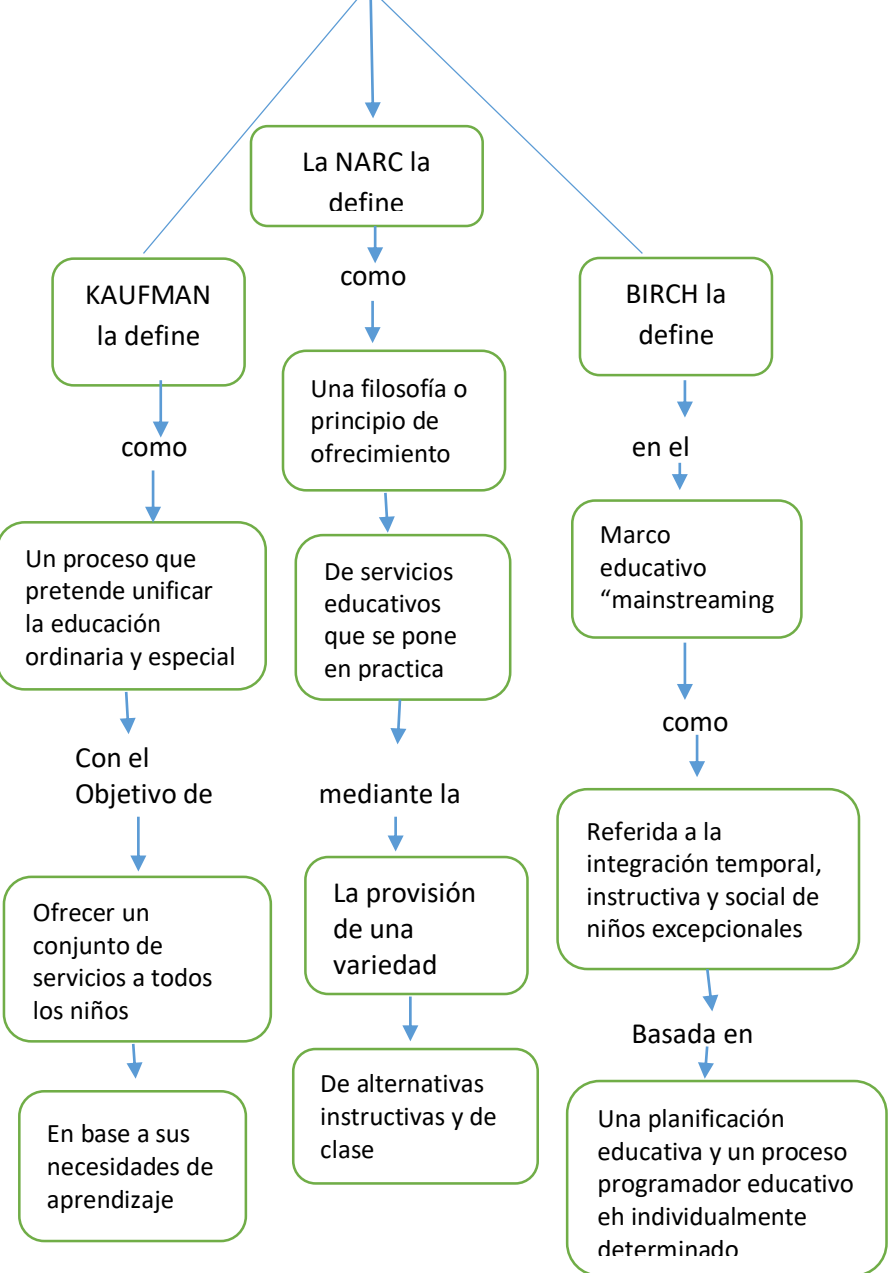 La NARC la
define
KAUFMAN
la define
como
Un proceso que
pretende unificar
la educación
ordinaria y especial
Con el
Objetivo de
Ofrecer un
conjunto de
servicios a todos
los niños
En base a sus
necesidades de
aprendizaje
como
Una filosofía o
principio de
ofrecimiento
De servicios
educativos
que se pone
en practica
mediante la
La provisión
de una
variedad
De alternativas
instructivas y de
clase
BIRCH la
define
en el
Marco
educativo
“mainstreaming
como
Referida a la
integración temporal,
instructiva y social de
niños excepcionales
Basada en
Una planificación
educativa y un proceso
programador educativo
eh individualmente
determinado